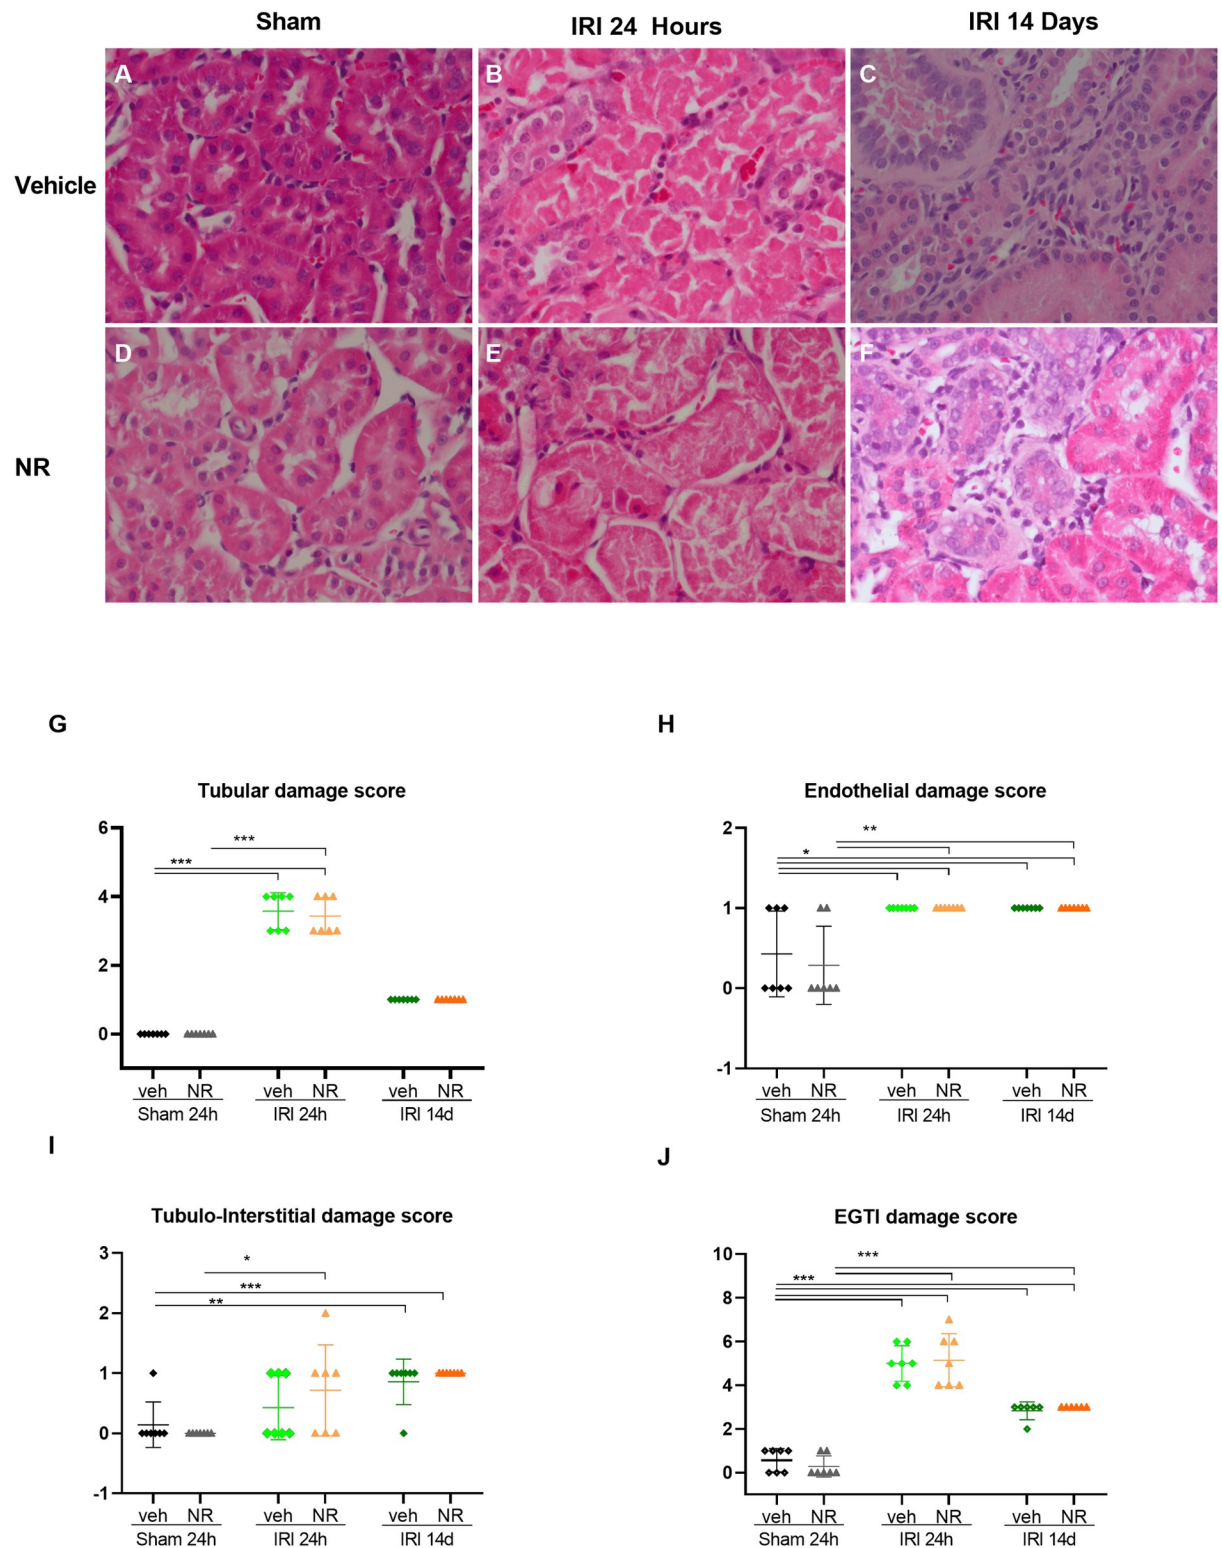 Sham
IRI 24 Hours
IRI 14 Days
Vehicle
A
B
C
NR
D
E
F
G
Tubular damage score
***
***
6
4
2
0
veh NR veh NR veh NR
Sham 24h IRI 24h IRI 14d
H
Endothelial damage score
**
*
2
1
0
-1
veh NR veh NR veh NR
Sham 24h IRI 24h IRI 14d
I
Tubulo-Interstitial damage score
*
***
**
3
2
1
0
-1
veh NR veh NR veh NR
Sham 24h IRI 24h IRI 14d
J
EGTI damage score
***
***
10
8
6
4
2
0
veh NR veh NR veh NR
Sham 24h IRI 24h IRI 14d